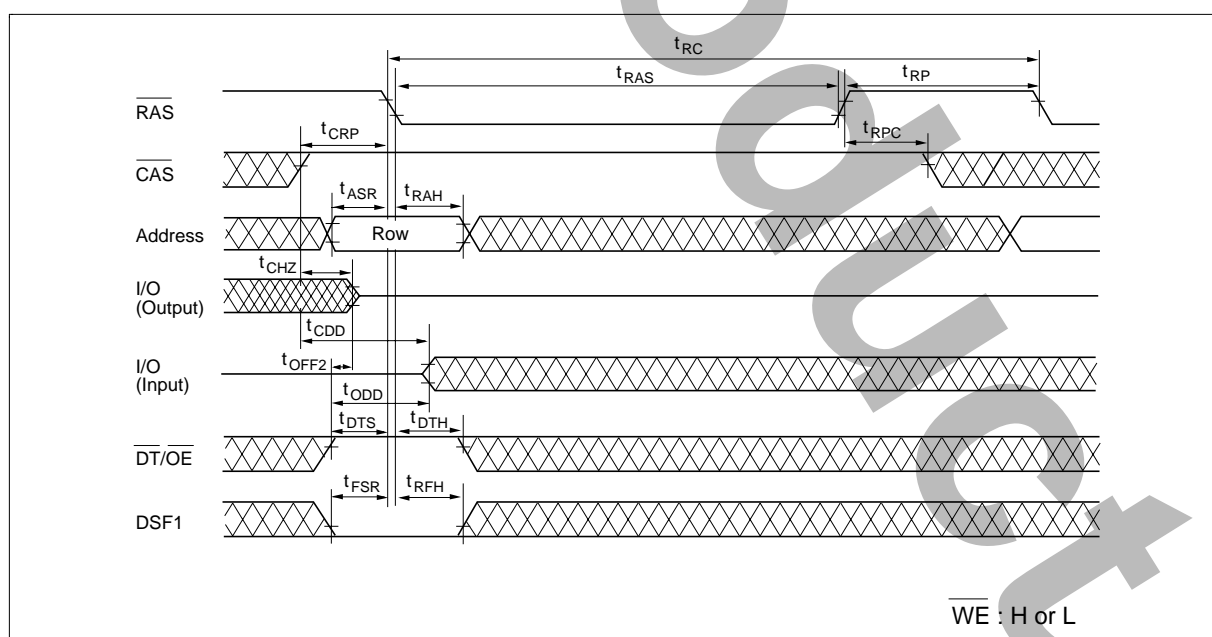 tRC
tRAS
tRP
RAS
tCRP
tRPC
CAS
tASR
tRAH
Address
Row
tCHZ
I/O
(Output)
tCDD
I/O
(Input)
tOFF2
tODD
tDTS
tDTH
DT/OE
tFSR
tRFH
DSF1
WE : H or L
oduct